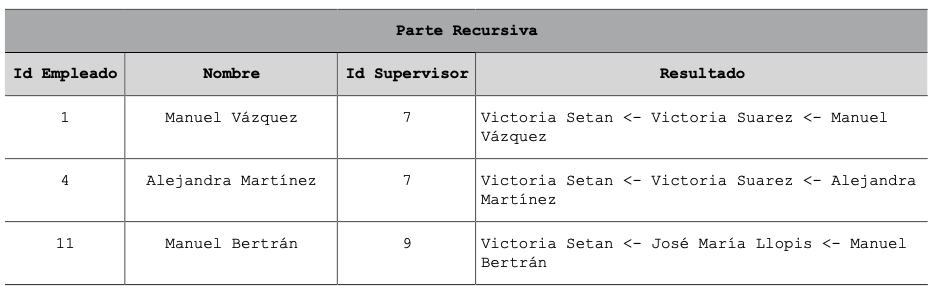 Parte Recursiva
Id Empleado Nombre Id Supervisor Resultado
1 Manuel Vázquez 7 Victoria Setan <- Victoria Suarez <- Manuel
Vázquez
4 Alejandra Martínez 7 Victoria Setan <- Victoria Suarez <- Alejandra
Martínez
11 Manuel Bertrán 9 Victoria Setan <- José María Llopis <- Manuel
Bertrán